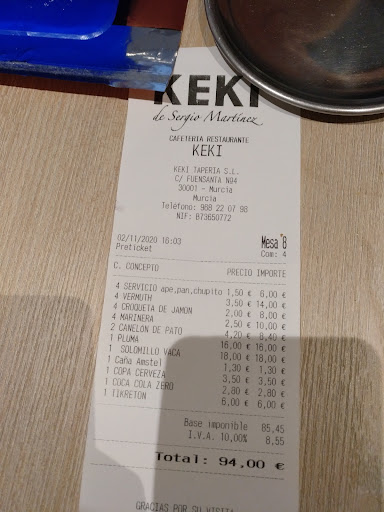 KEKI
de Sergio Martínez
CAFETERIA RESTAURANTE
KEKI
KEKI TAPERIA S.L.
C/ FUENSANTA N94
30001 - Murcia
Murcia
Teléfono: 968 22 07 98
NIF: B73650772
02/11/2020 16:03 Mesa 8
Preticket Com: 4
C. CONCEPTO PRECIO IMPORTE
4 SERVICIO ape,pan,chupito 1,50 € 6,00 €
4 VERMUTH 3,50 € 14,00 €
4 CROQUETA DE JAMON 2,00 € 8,00 €
4 MARINERA 2,50 € 10,00 €
2 CANELON DE PATO 4,20 € 8,40 €
1 PLUMA 16,00 € 16,00 €
1 SOLOMILLO VACA 18,00 € 18,00 €
1 Caña Amstel 1,30 € 1,30 €
1 COPA CERVEZA 3,50 € 3,50 €
1 COCA COLA ZERO 2,80 € 2,80 €
1 TIKRETON 6,00 € 6,00 €
Base imponible 85,45
I.V.A. 10,00% 8,55
Total: 94,00 €
GRACIAS POR SU VISITA